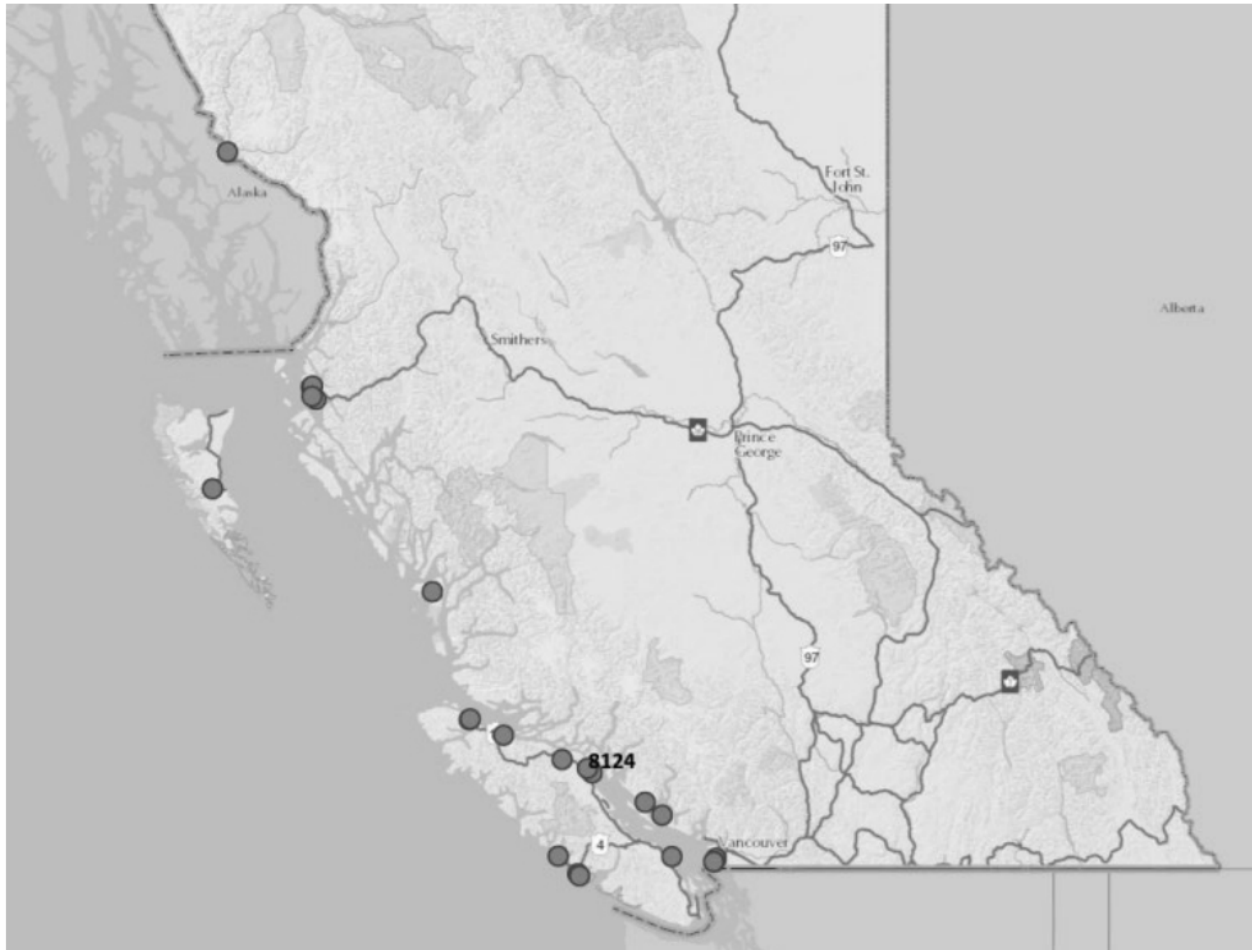 Fort St.
John
Alaska
97
Alberta
Smithers
Prince
George
97
8124
4
Vancouver